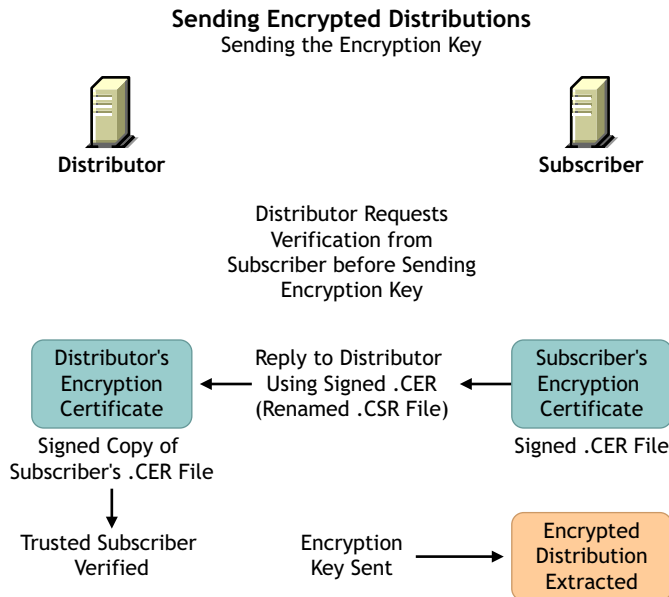 Sending Encrypted Distributions
Sending the Encryption Key
Distributor
Subscriber
Distributor Requests
Verification from
Subscriber before Sending
Encryption Key
Distributor's
Encryption
Certificate
Reply to Distributor
Using Signed .CER
(Renamed .CSR File)
Subscriber's
Encryption
Certificate
Signed Copy of
Subscriber's .CER File
Signed .CER File
Trusted Subscriber
Verified
Encryption
Key Sent
Encrypted
Distribution
Extracted